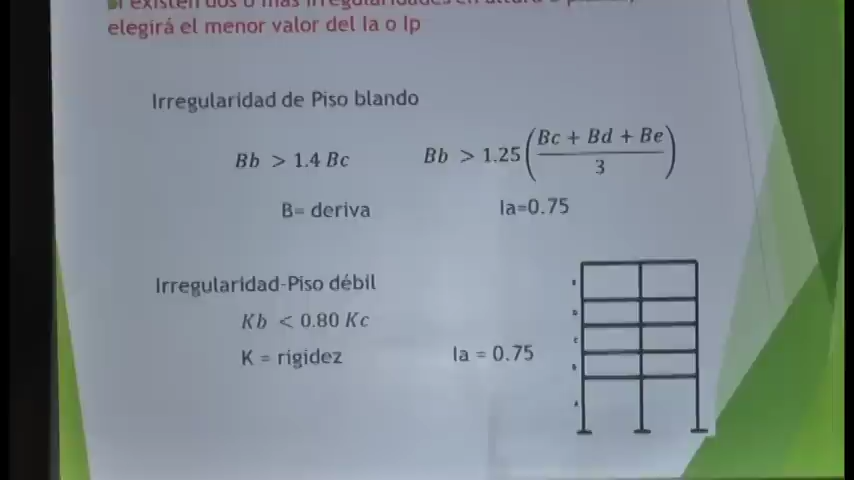 elegirá el menor valor del Ia o Ip
Irregularidad de Piso blando
Bb > 1.4 Bc
Bb > 1.25(Bc + Bd + Be / 3)
B= deriva
Ia=0.75
Irregularidad-Piso débil
Kb < 0.80 Kc
K = rigidez
Ia = 0.75